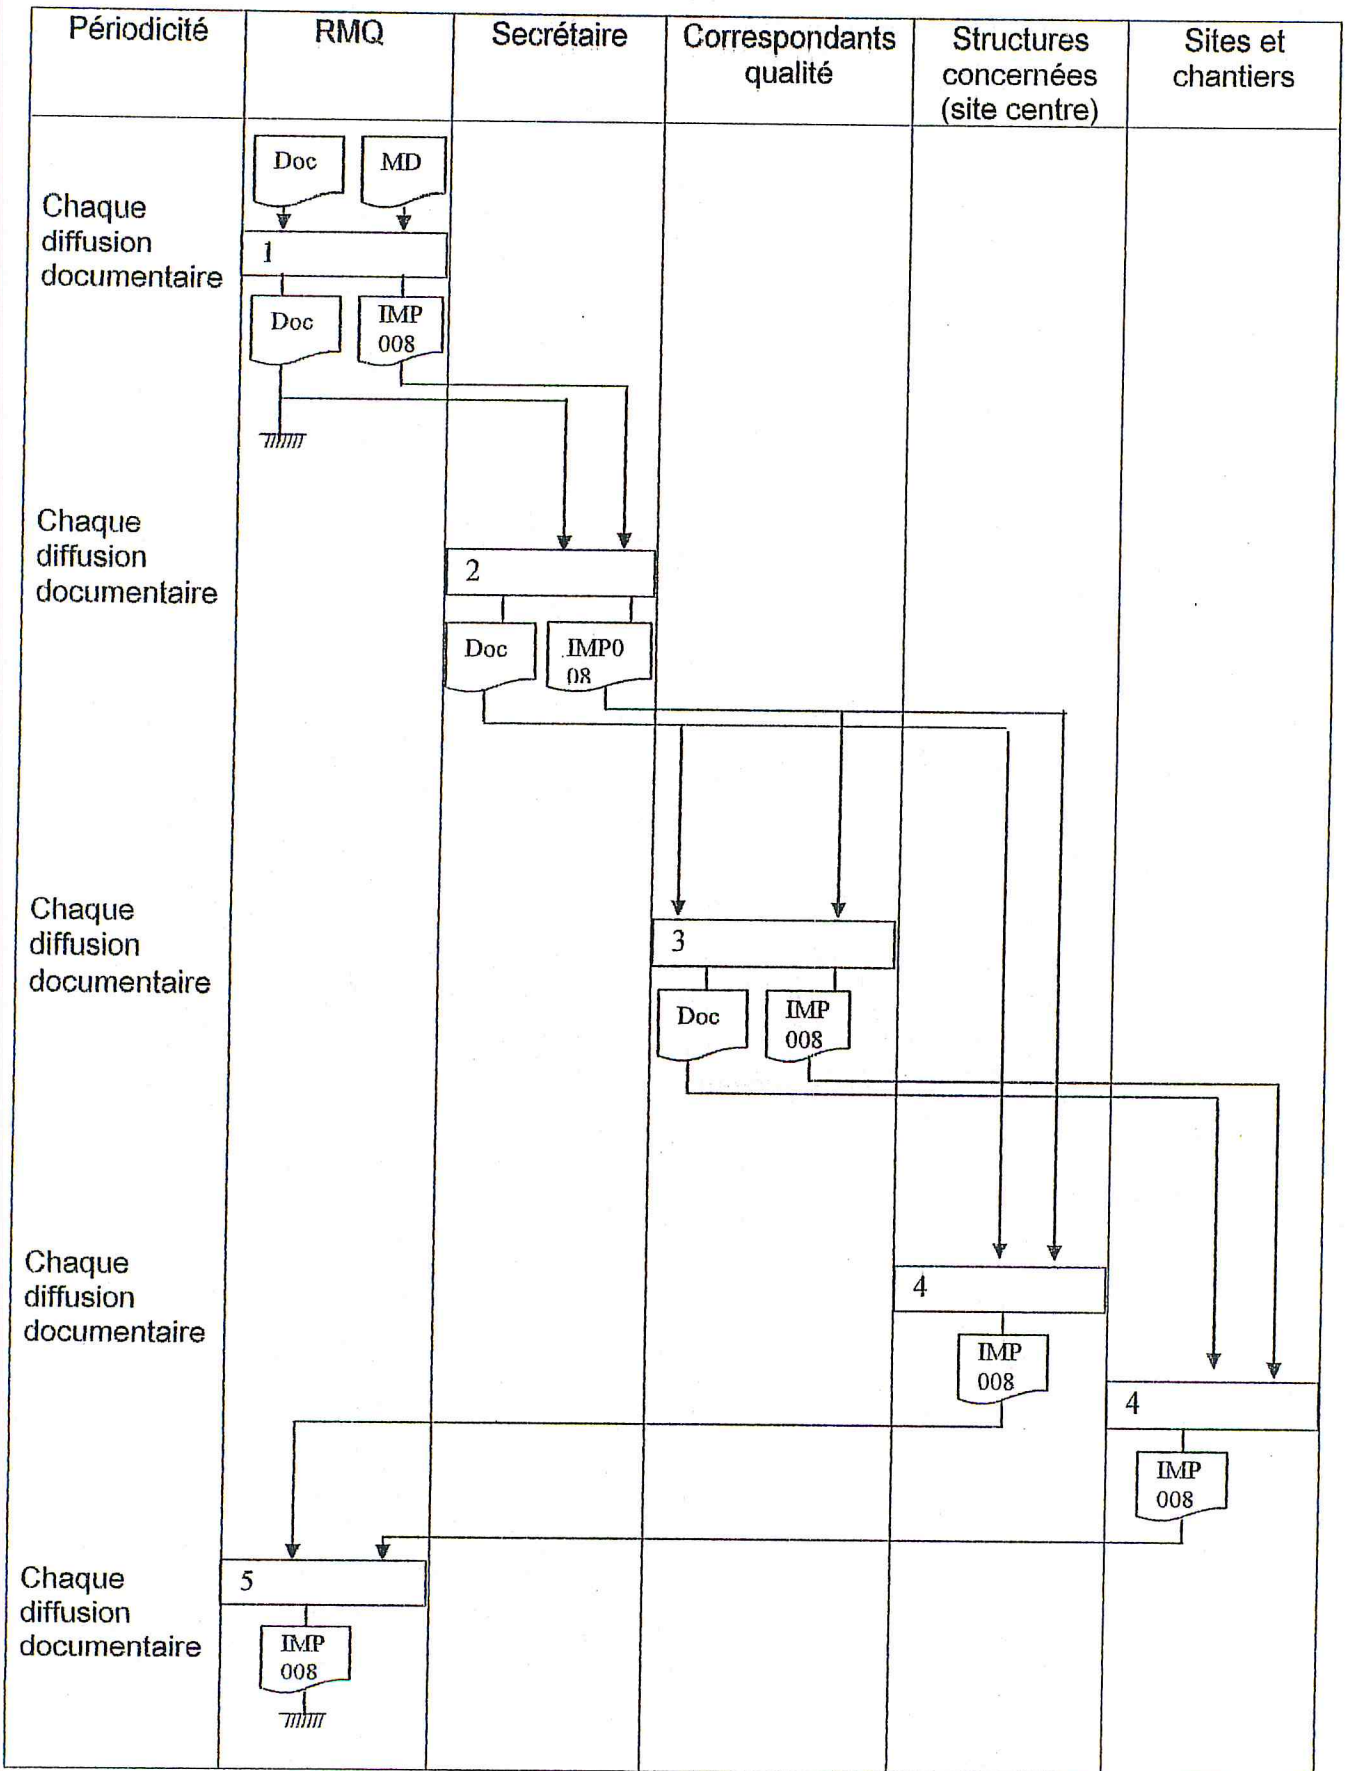 Périodicité
RMQ
Secrétaire
Correspondants
qualité
Structures
concernées
(site centre)
Sites et
chantiers
Doc
MD
Chaque
diffusion
documentaire
1
Doc
IMP
008
Chaque
diffusion
documentaire
2
Doc
IMP0
08
Chaque
diffusion
documentaire
3
Doc
IMP
008
Chaque
diffusion
documentaire
4
IMP
008
4
IMP
008
Chaque
diffusion
documentaire
5
IMP
008